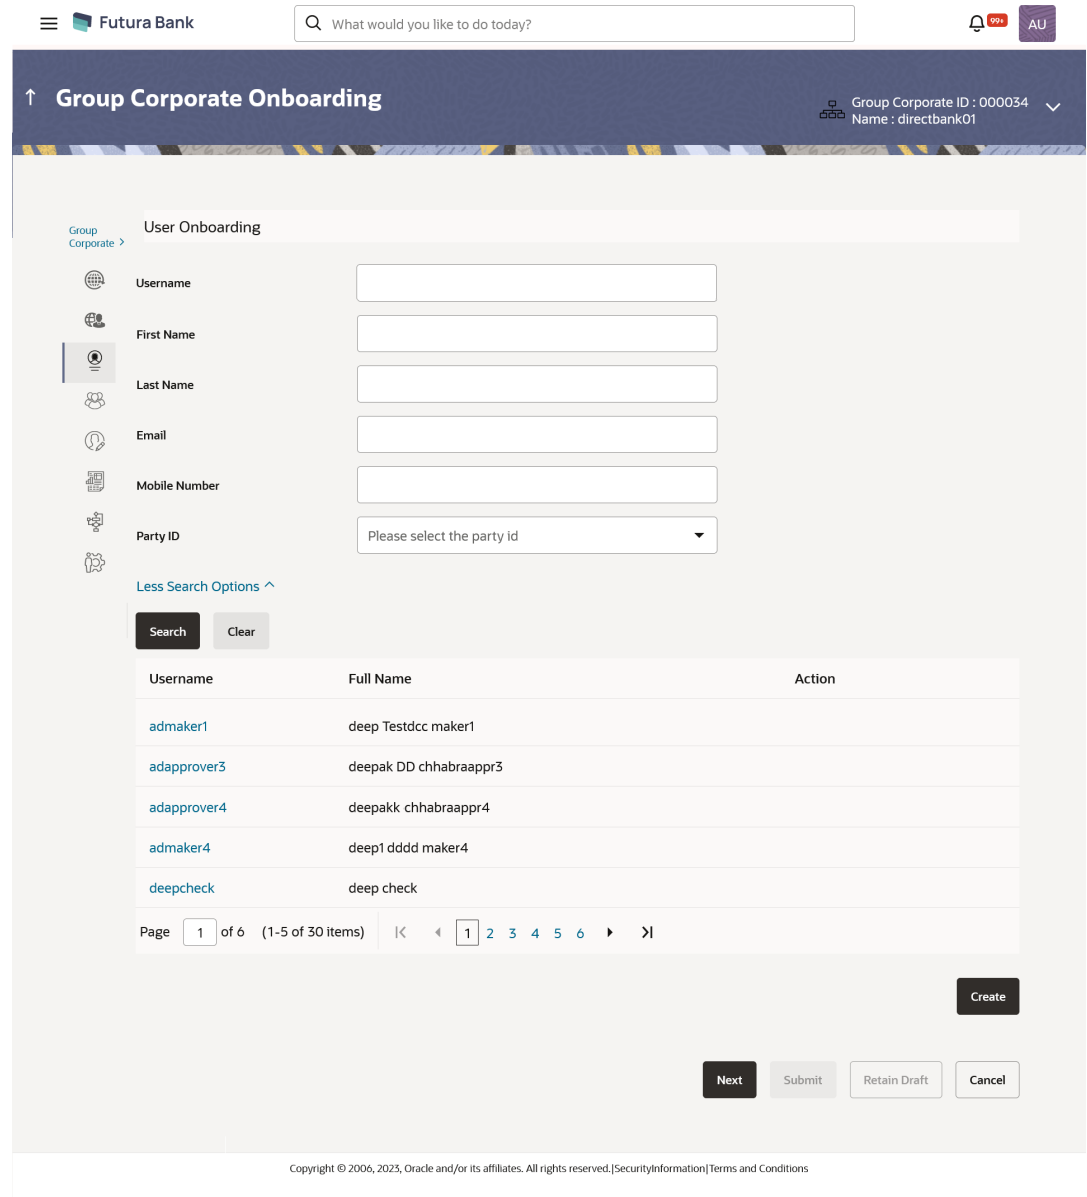 Futura Bank
What would you like to do today?
99+
AU
Group Corporate Onboarding
Group Corporate ID : 000034
Name : directbank01
Group
Corporate
User Onboarding
Username
First Name
Last Name
Email
Mobile Number
Party ID
Please select the party id
Less Search Options
Search
Clear
Username Full Name Action
admaker1 deep Testdcc maker1
adapprover3 deepak DD chhabraappr3
adapprover4 deepakk chhabraappr4
admaker4 deep1 dddd maker4
deepcheck deep check
Page 1 of 6 (1-5 of 30 items) 1 2 3 4 5 6
Create
Next Submit Retain Draft Cancel
Copyright © 2006, 2023, Oracle and/or its affiliates. All rights reserved.|SecurityInformation|Terms and Conditions